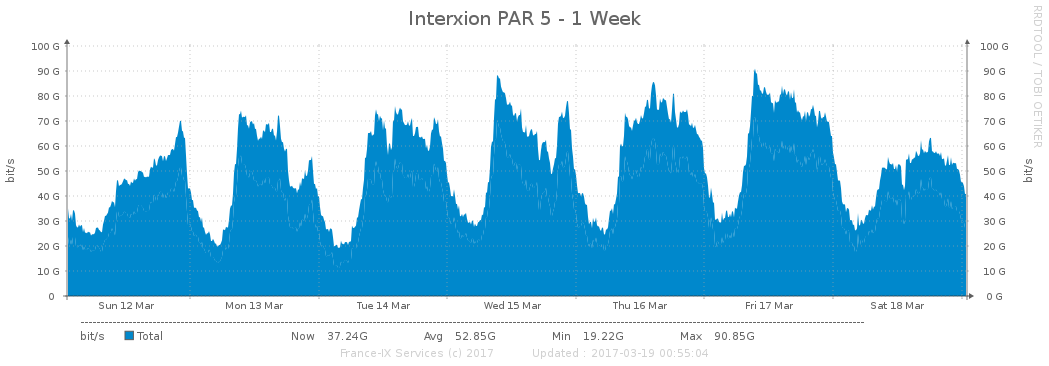 Interxion PAR 5 - 1 Week
RRDTOOL / TOBI OETIKER
bit/s
bit/s
100 G 100 G
90 G 90 G
80 G 80 G
70 G 70 G
60 G 60 G
50 G 50 G
40 G 40 G
30 G 30 G
20 G 20 G
10 G 10 G
0 0 G
Sun 12 Mar Mon 13 Mar Tue 14 Mar Wed 15 Mar Thu 16 Mar Fri 17 Mar Sat 18 Mar
bit/s Total Now 37.24G Avg 52.85G Min 19.22G Max 90.85G
France-IX Services (c) 2017 Updated : 2017-03-19 00:55:04